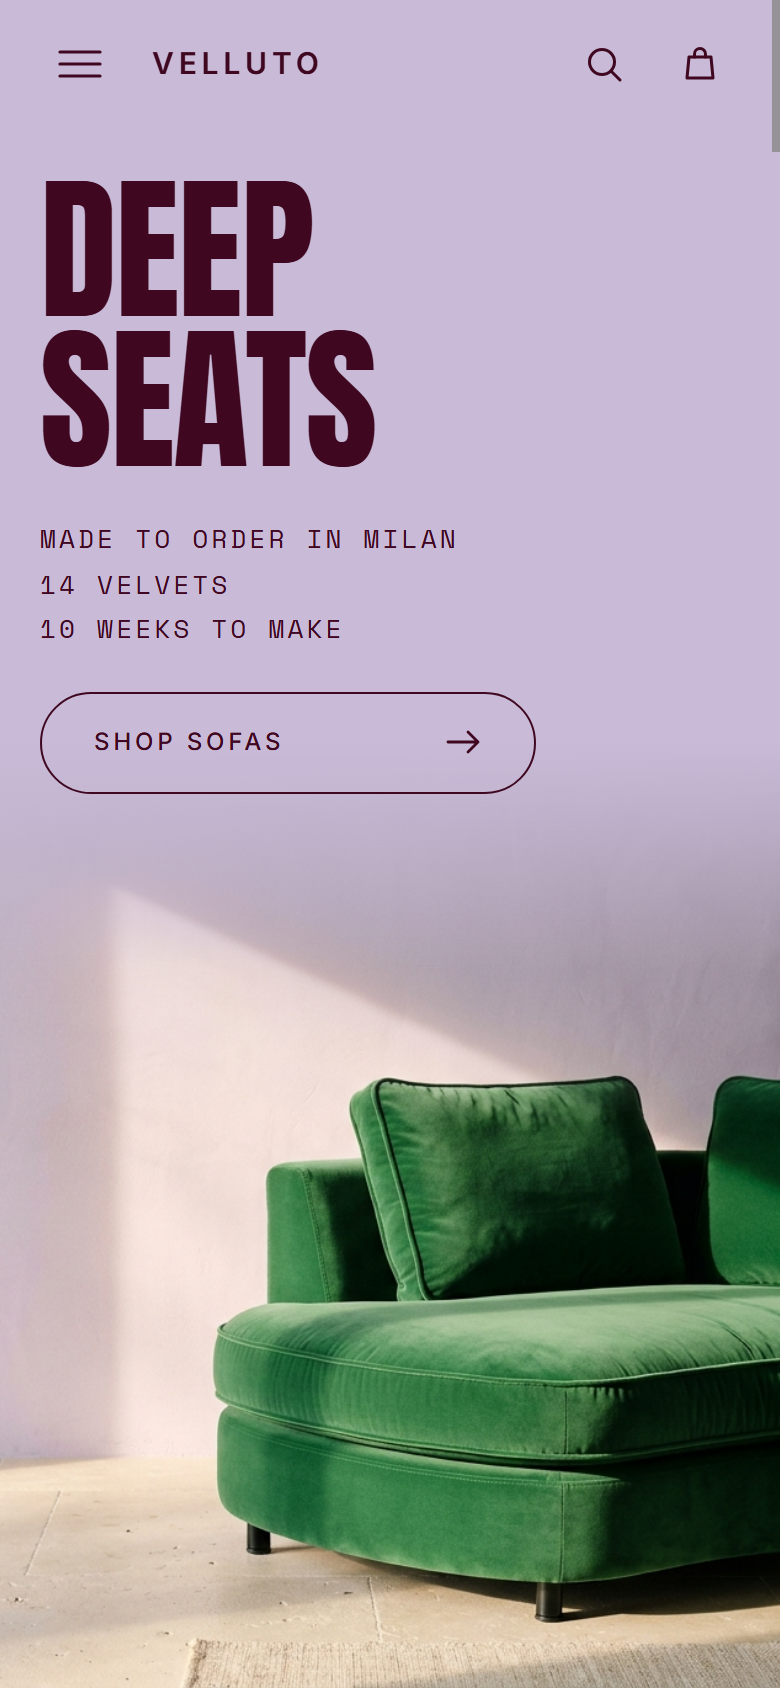 VELLUTO
DEEP
SEATS
MADE TO ORDER IN MILAN
14 VELVETS
10 WEEKS TO MAKE
SHOP SOFAS